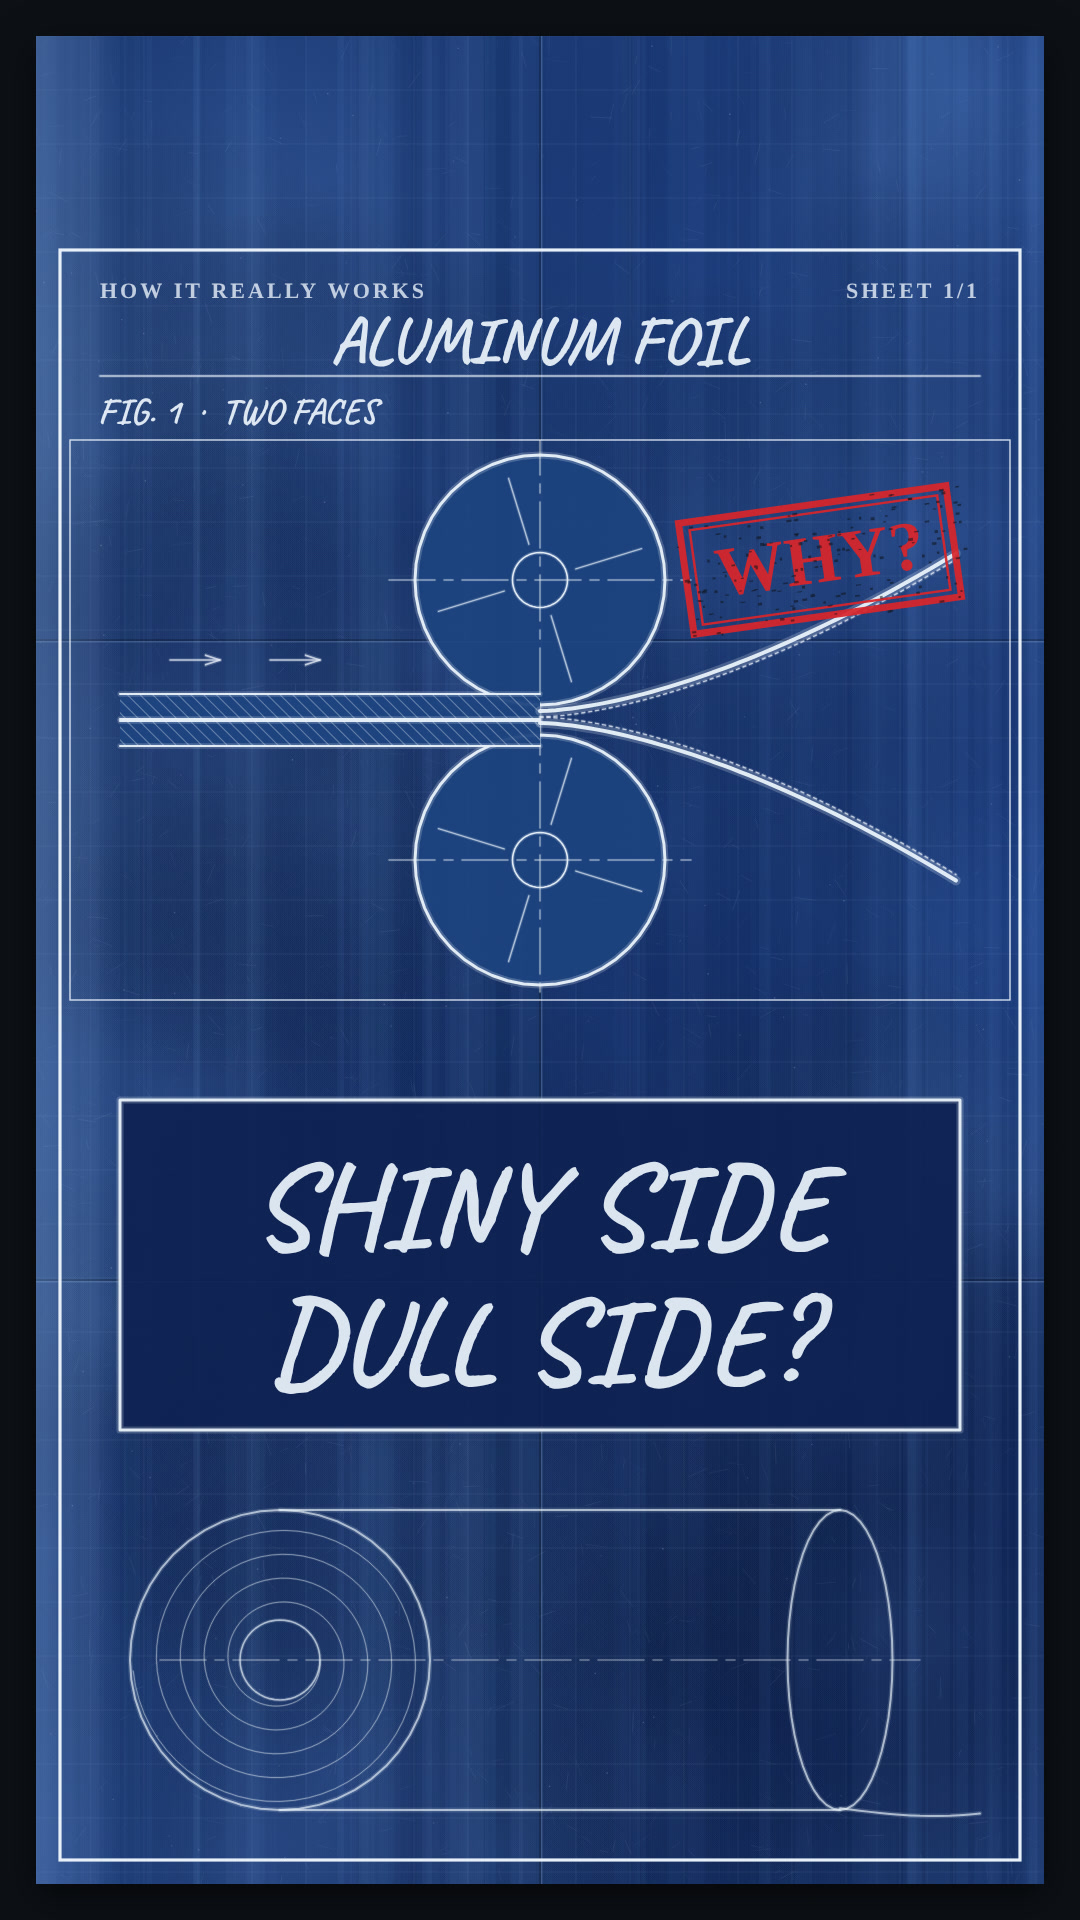 HOW IT REALLY WORKS
SHEET 1/1
ALUMINUM FOIL
FIG. 1 · TWO FACES
WHY?
SHINY SIDE
DULL SIDE?